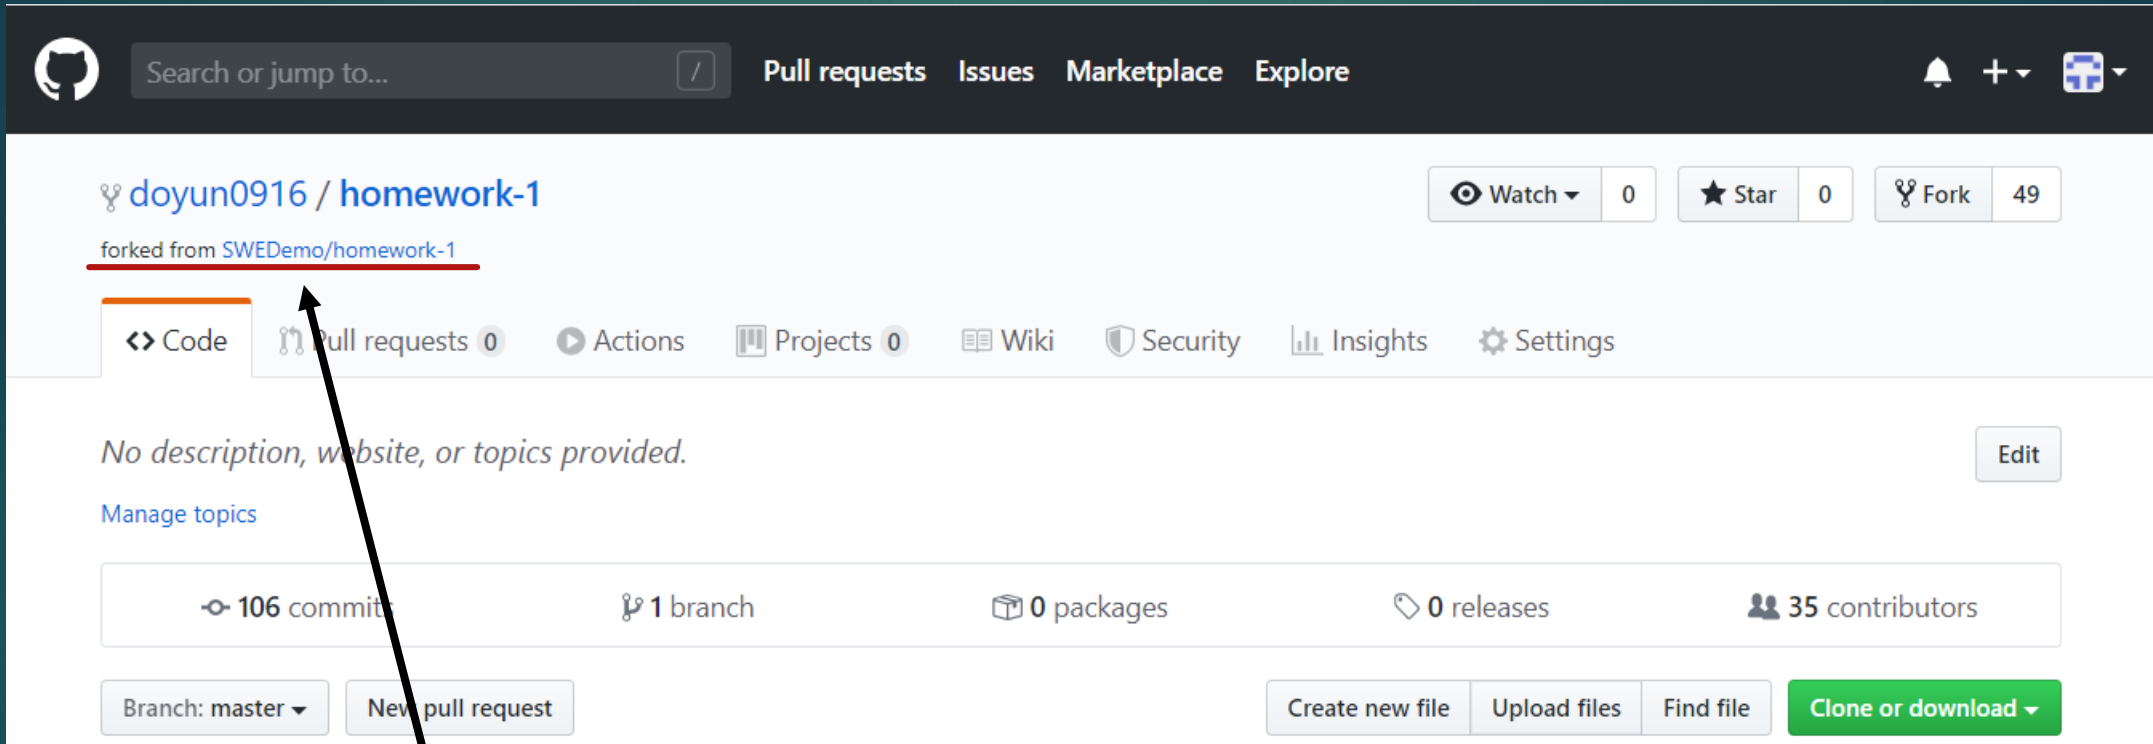 Search or jump to... / Pull requests Issues Marketplace Explore
doyun0916 / homework-1 Watch 0 Star 0 Fork 49
forked from SWEDemo/homework-1
<> Code Pull requests 0 Actions Projects 0 Wiki Security Insights Settings
No description, website, or topics provided. Edit
Manage topics
106 commits 1 branch 0 packages 0 releases 35 contributors
Branch: master New pull request Create new file Upload files Find file Clone or download